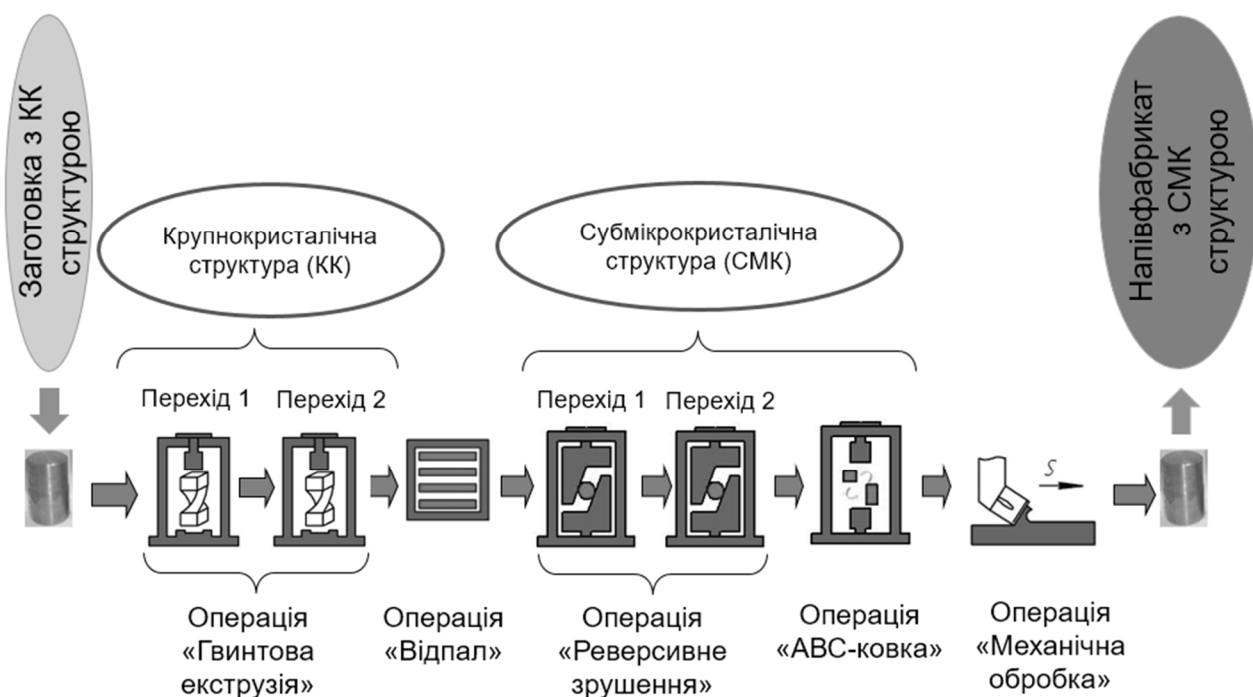 Заготовка з КК
структурою
Крупнокристалічна
структура (КК)
Субмікрокристалічна
структура (СМК)
Напівфабрикат
з СМК
структурою
Перехід 1
Перехід 2
Перехід 1
Перехід 2
S
Операція
«Гвинтова
екструзія»
Операція
«Відпал»
Операція
«Реверсивне
зрушення»
Операція
«АВС-ковка»
Операція
«Механічна
обробка»